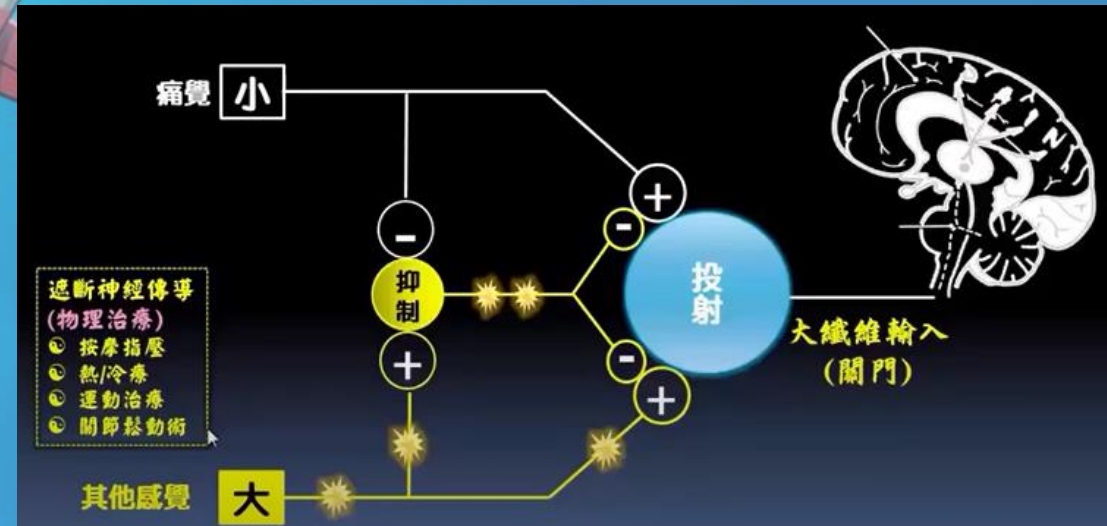 痛覺 小
-
+
-
抑制
投射
大纖維輸入
(關門)
遮斷神經傳導
(物理治療)
按摩指壓
熱/冷療
運動治療
關節鬆動術
+
-
+
其他感覺 大